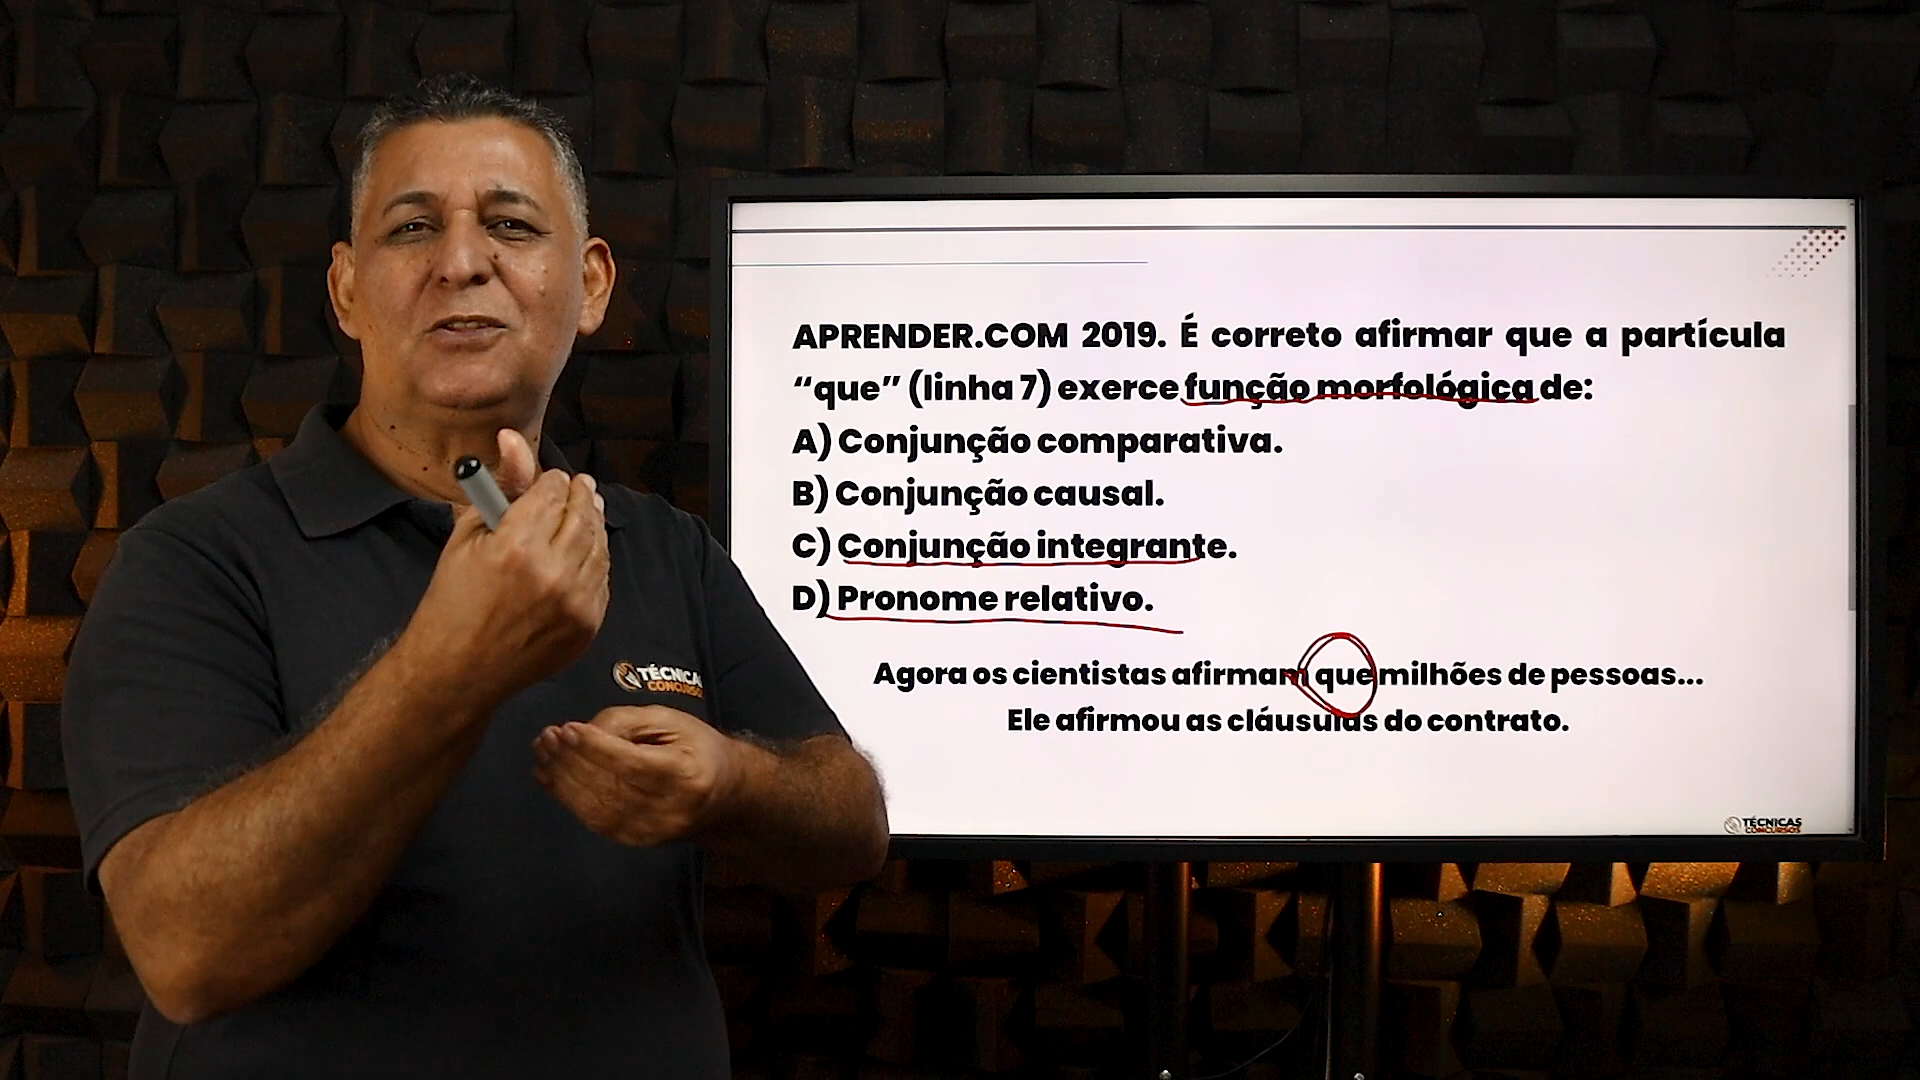 APRENDER.COM 2019. É correto afirmar que a partícula
“que” (linha 7) exerce função morfológica de:
A) Conjunção comparativa.
B) Conjunção causal.
C) Conjunção integrante.
D) Pronome relativo.
Agora os cientistas afirmam que milhões de pessoas...
Ele afirmou as cláusulas do contrato.
TÉCNICAS
CONCURSOS
TÉCNICAS
CONCURSOS